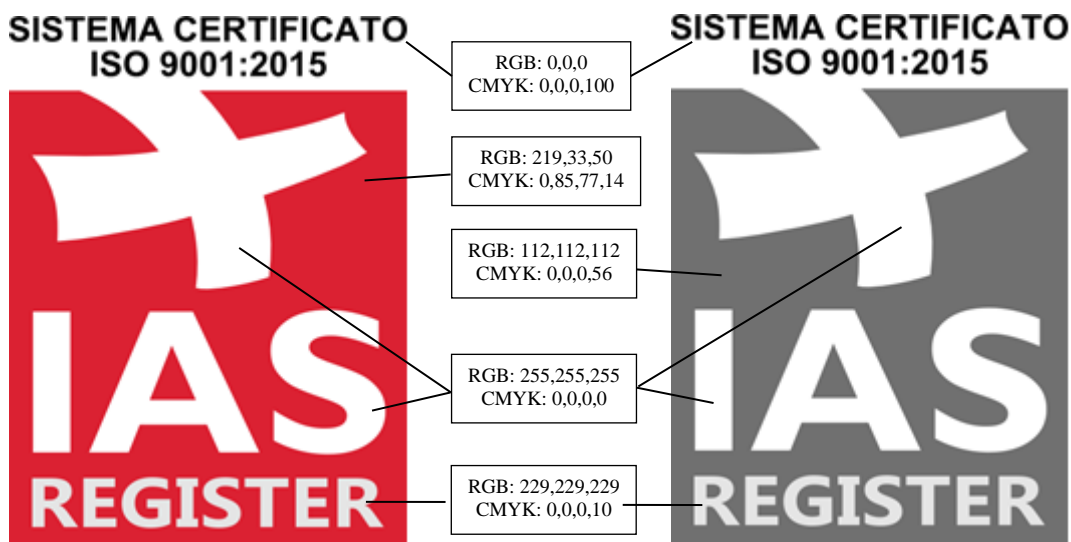 SISTEMA CERTIFICATO
ISO 9001:2015
IAS
REGISTER
RGB: 0,0,0
CMYK: 0,0,0,100
RGB: 219,33,50
CMYK: 0,85,77,14
RGB: 112,112,112
CMYK: 0,0,0,56
RGB: 255,255,255
CMYK: 0,0,0,0
RGB: 229,229,229
CMYK: 0,0,0,10
SISTEMA CERTIFICATO
ISO 9001:2015
IAS
REGISTER